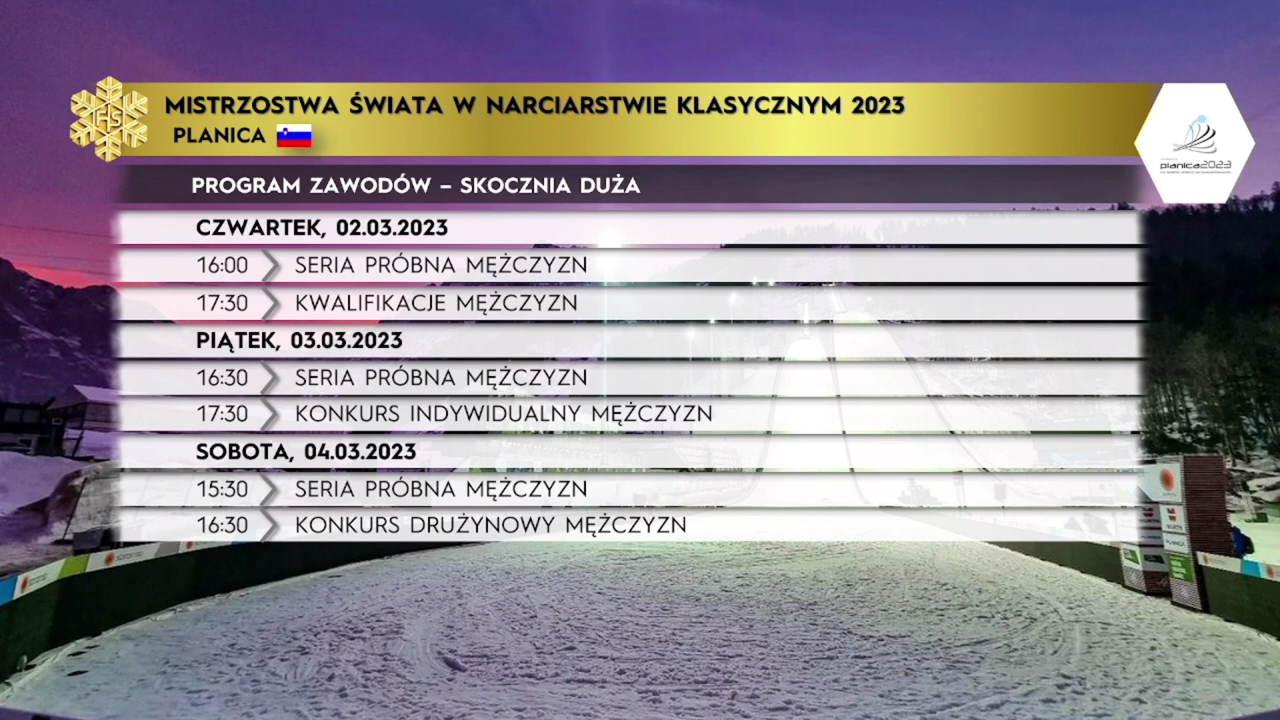 MISTRZOSTWA ŚWIATA W NARCIARSTWIE KLASYCZNYM 2023
FIS
PLANICA
planica2023
PROGRAM ZAWODÓW – SKOCZNIA DUŻA
CZWARTEK, 02.03.2023
16:00 SERIA PRÓBNA MĘŻCZYZN
17:30 KWALIFIKACJE MĘŻCZYZN
PIĄTEK, 03.03.2023
16:30 SERIA PRÓBNA MĘŻCZYZN
17:30 KONKURS INDYWIDUALNY MĘŻCZYZN
SOBOTA, 04.03.2023
15:30 SERIA PRÓBNA MĘŻCZYZN
16:30 KONKURS DRUŻYNOWY MĘŻCZYZN